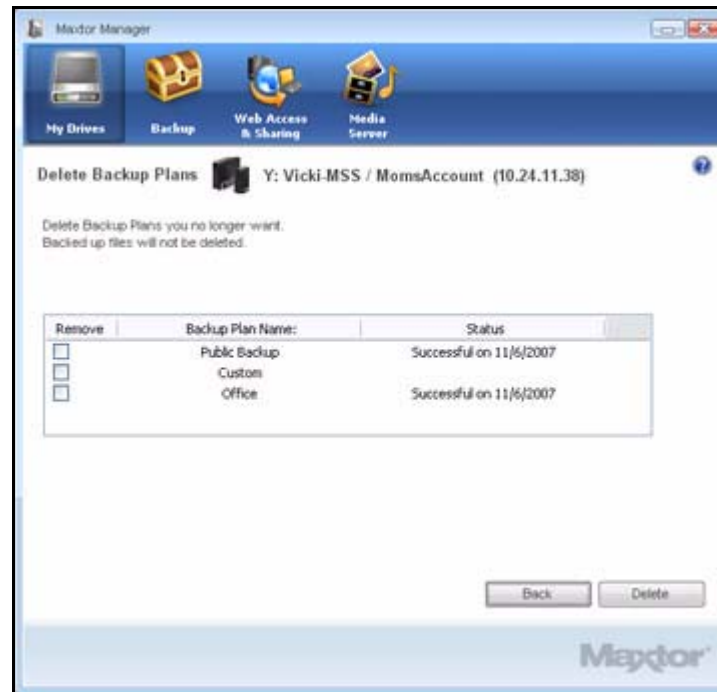 Maxtor Manager
My Drives
Backup
Web Access
& Sharing
Media
Server
Delete Backup Plans
Y: Vicki-MSS / MomsAccount (10.24.11.38)
?
Delete Backup Plans you no longer want.
Backed up files will not be deleted.
Remove Backup Plan Name: Status
Public Backup Successful on 11/6/2007
Custom
Office Successful on 11/6/2007
Back
Delete
Maxtor